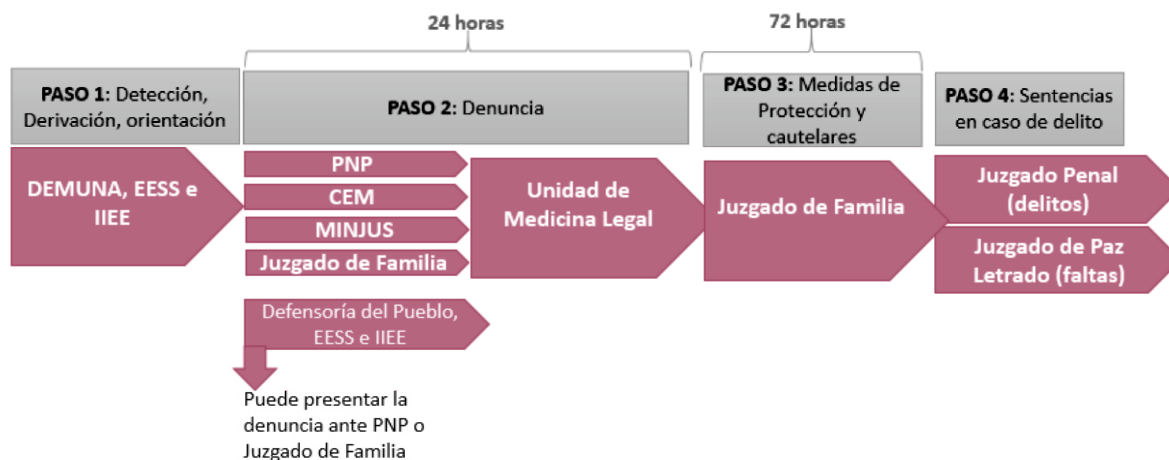 24 horas
72 horas
PASO 1: Detección,
Derivación, orientación
PASO 2: Denuncia
PASO 3: Medidas de
Protección y
cautelares
PASO 4: Sentencias
en caso de delito
DEMUNA, EESS e
IIEE
PNP
CEM
MINJUS
Juzgado de Familia
Unidad de
Medicina Legal
Juzgado de Familia
Juzgado Penal
(delitos)
Juzgado de Paz
Letrado (faltas)
Defensoría del Pueblo,
EESS e IIEE
Puede presentar la
denuncia ante PNP o
Juzgado de Familia